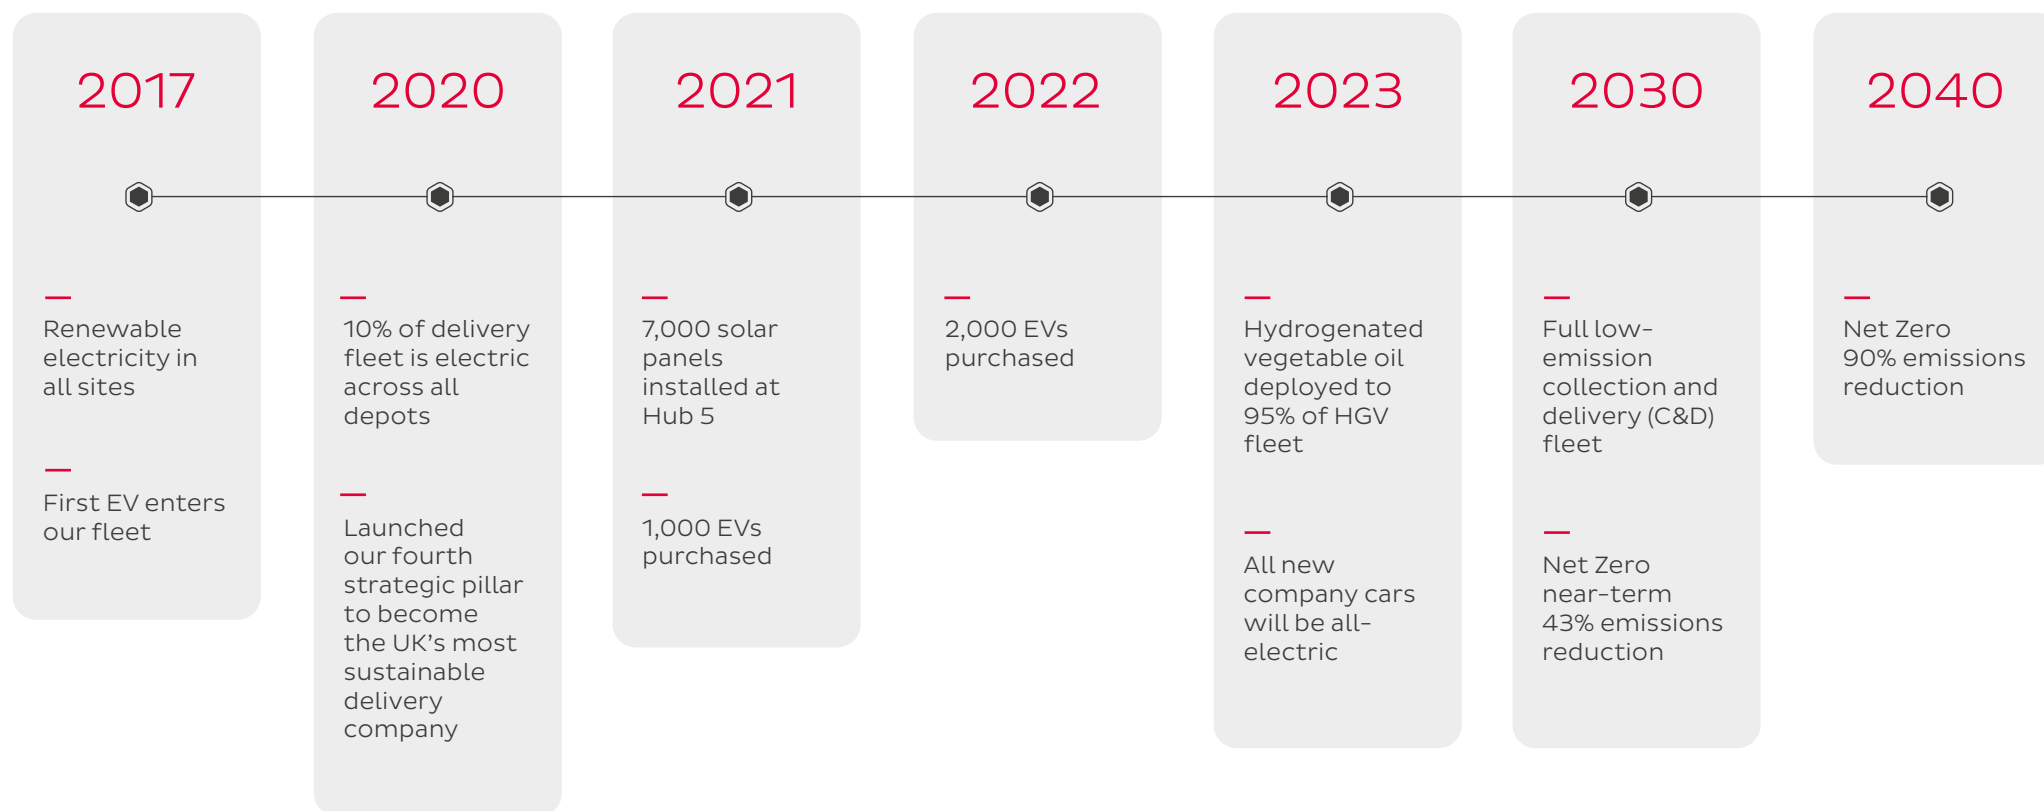 2017
Renewable
electricity in
all sites
First EV enters
our fleet
2020
10% of delivery
fleet is electric
across all
depots
Launched
our fourth
strategic pillar
to become
the UK’s most
sustainable
delivery
company
2021
7,000 solar
panels
installed at
Hub 5
1,000 EVs
purchased
2022
2,000 EVs
purchased
2023
Hydrogenated
vegetable oil
deployed to
95% of HGV
fleet
All new
company cars
will be all-
electric
2030
Full low-
emission
collection and
delivery (C&D)
fleet
Net Zero
near-term
43% emissions
reduction
2040
Net Zero
90% emissions
reduction